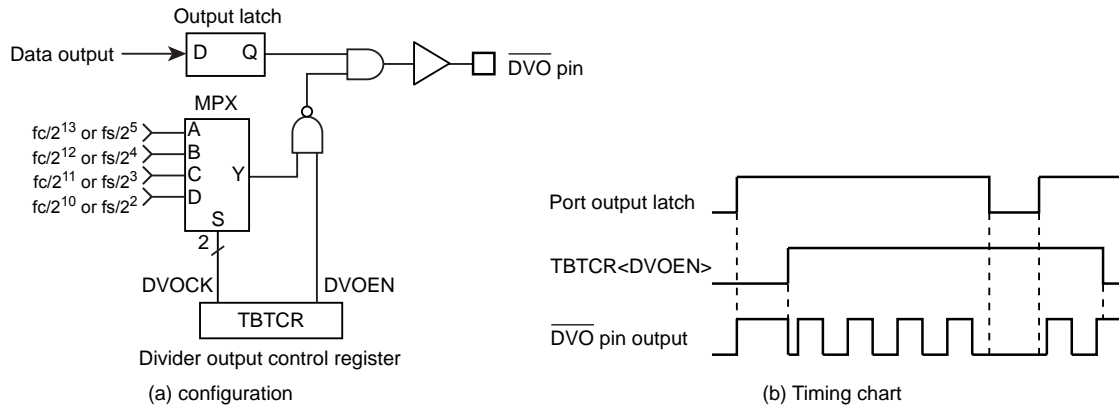 Output latch
Data output
D Q
DVO pin
MPX
fc/2^13 or fs/2^5
A
fc/2^12 or fs/2^4
B
fc/2^11 or fs/2^3
C
Y
fc/2^10 or fs/2^2
D
S
2
DVOCK
DVOEN
TBTCR
Divider output control register
(a) configuration
Port output latch
TBTCR<DVOEN>
DVO pin output
(b) Timing chart